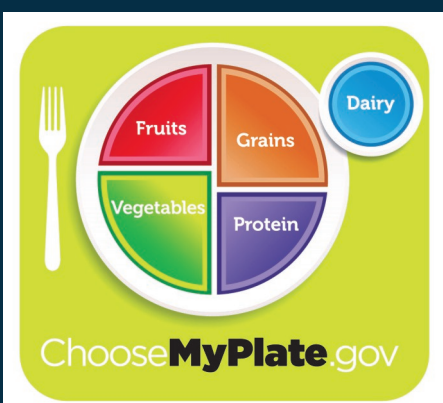 Fruits
Grains
Dairy
Vegetables
Protein
ChooseMyPlate.gov